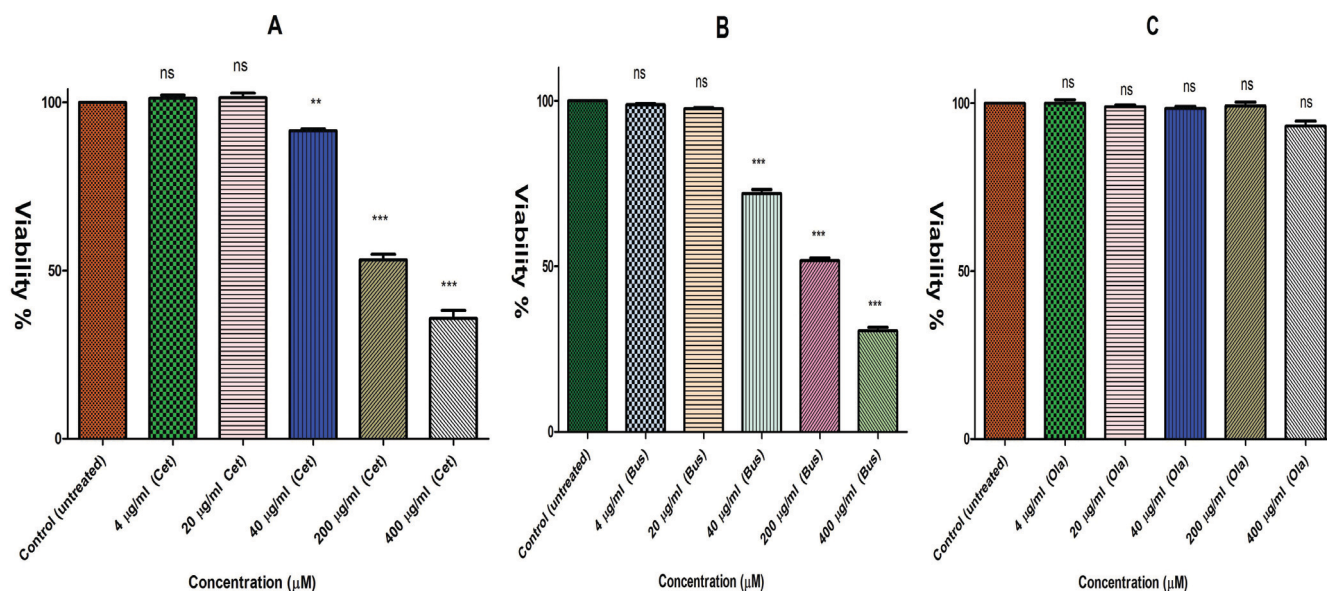 A
ns
ns
**
***
***
100
50
0
Viability %
Control (untreated)
4 µg/ml (Cet)
20 µg/ml Cet)
40 µg/ml (Cet)
200 µg/ml (Cet)
400 µg/ml (Cet)
Concentration (µM)
B
ns
ns
***
***
***
100
50
0
Viability %
Control (untreated)
4 µg/ml (Bus)
20 µg/ml (Bus)
40 µg/ml (Bus)
200 µg/ml (Bus)
400 µg/ml (Bus)
Concentration (µM)
C
ns
ns
ns
ns
ns
100
50
0
Viability %
Control (untreated)
4 µg/ml (Ola)
20 µg/ml (Ola)
40 µg/ml (Ola)
200 µg/ml (Ola)
400 µg/ml (Ola)
Concentration (µM)